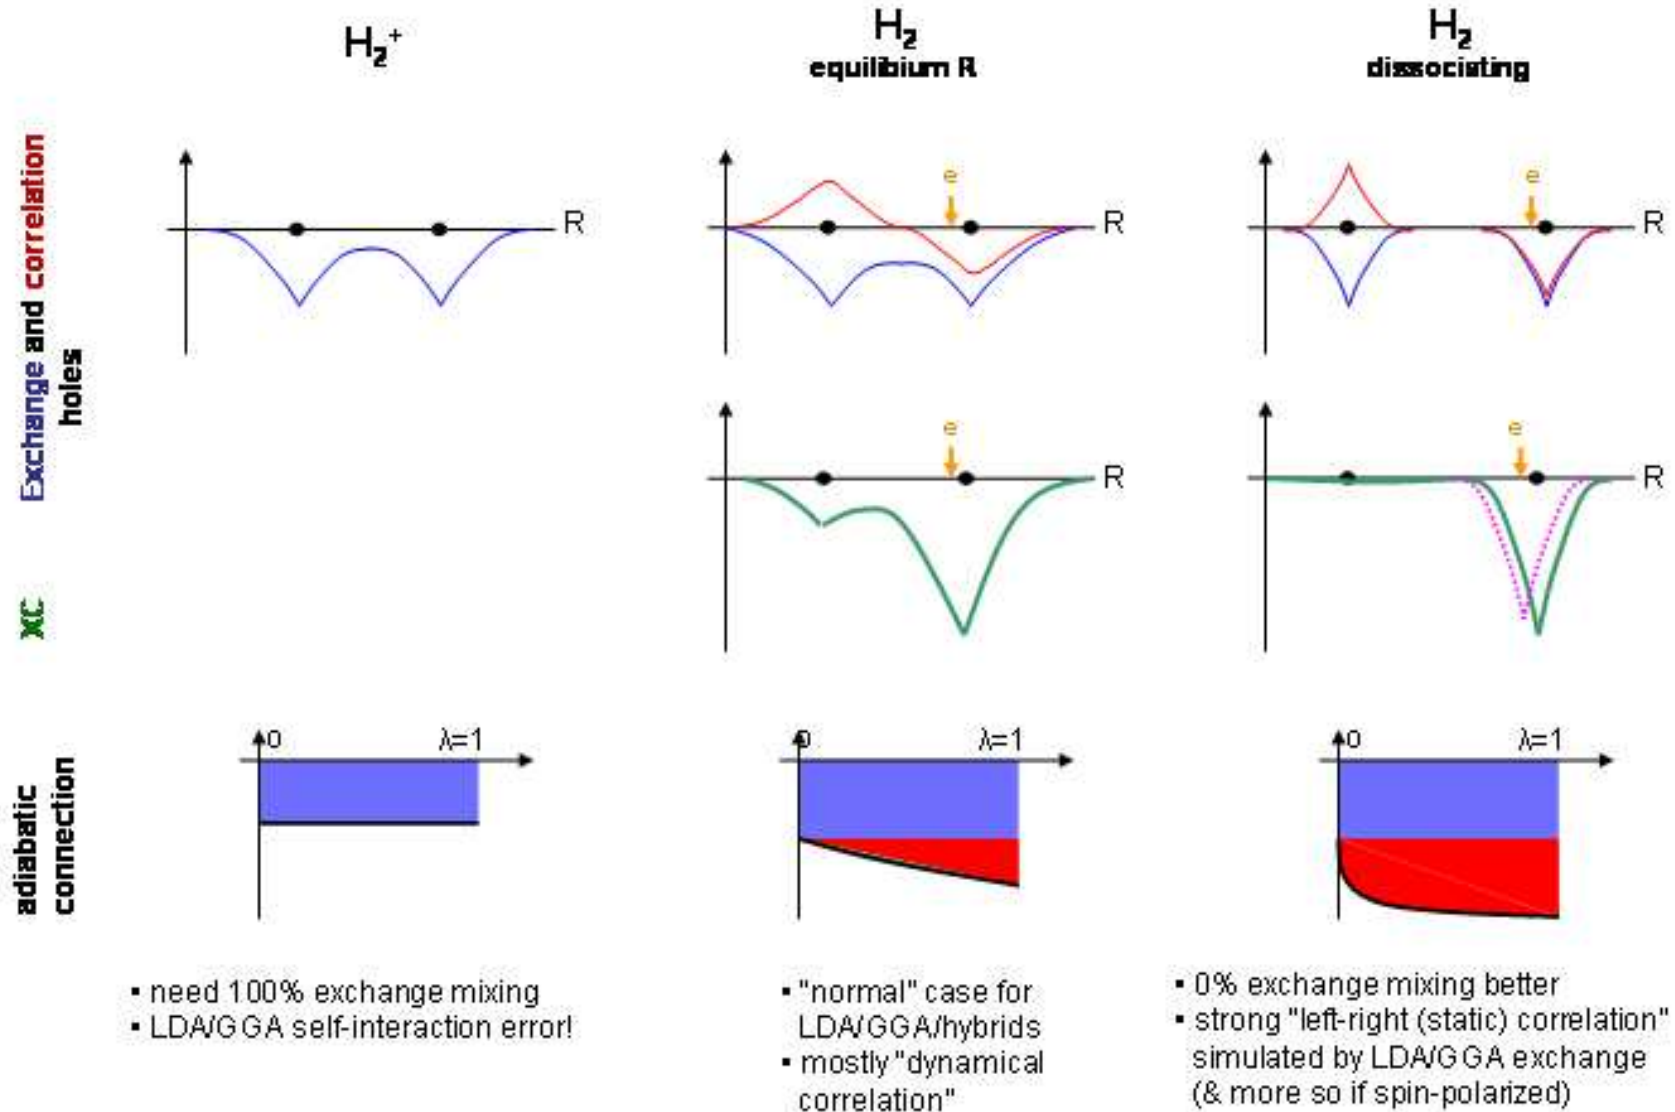 H₂⁺
H₂
equilibium R
H₂
dissociating
Exchange and correlation
holes
R
e
R
e
R
e
R
e
R
XC
adiabatic
connection
0
λ=1
0
λ=1
0
λ=1
▪ need 100% exchange mixing
▪ LDA/GGA self-interaction error!
▪ "normal" case for
LDA/GGA/hybrids
▪ mostly "dynamical
correlation"
▪ 0% exchange mixing better
▪ strong "left-right (static) correlation"
simulated by LDA/GGA exchange
(& more so if spin-polarized)